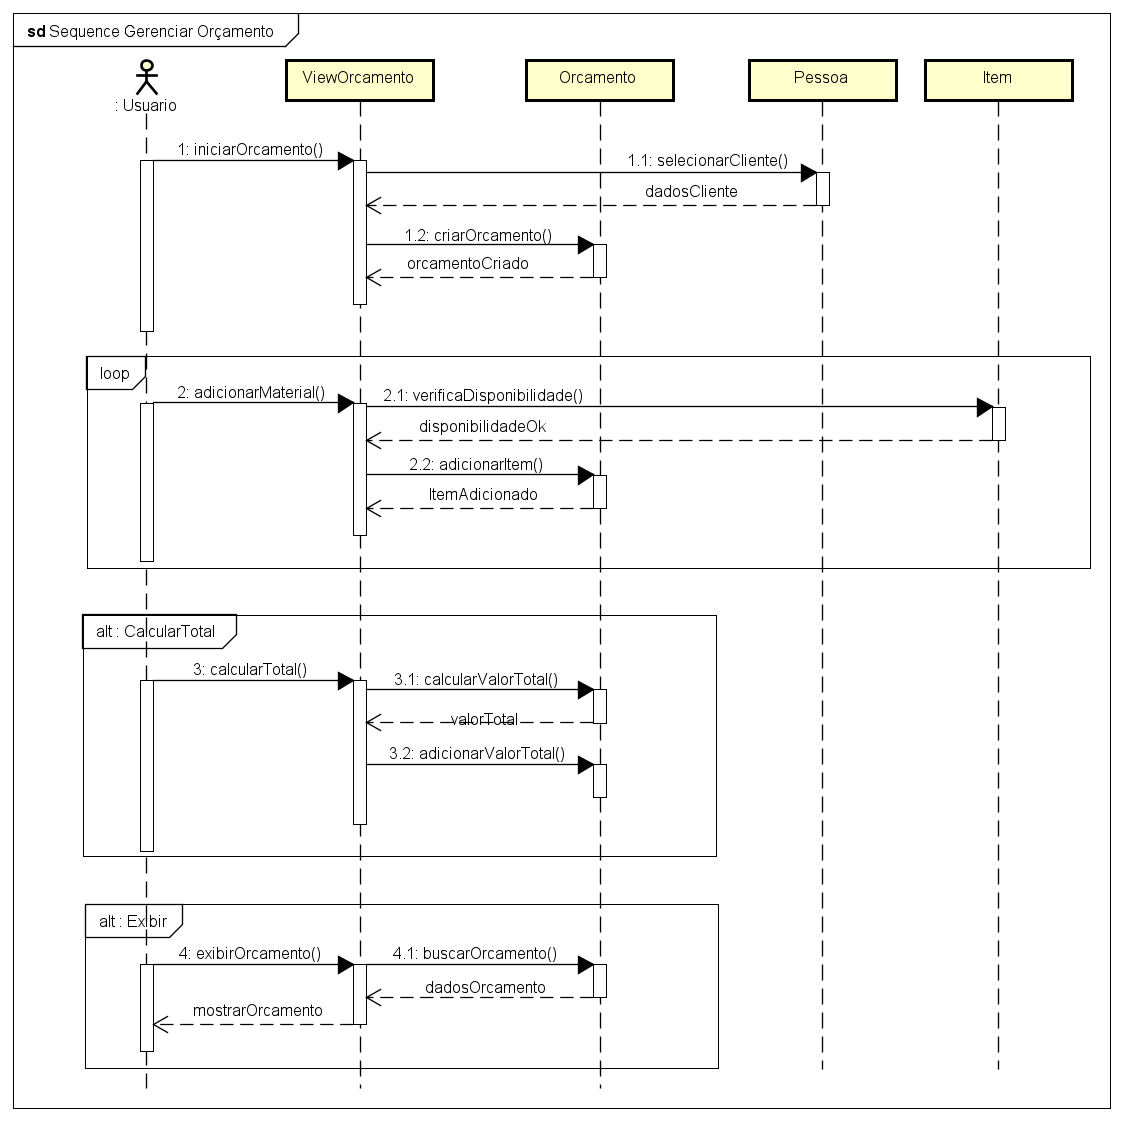 sd Sequence Gerenciar Orçamento
: Usuario
ViewOrcamento
Orcamento
Pessoa
Item
1: iniciarOrcamento()
1.1: selecionarCliente()
dadosCliente
1.2: criarOrcamento()
orcamentoCriado
loop
2: adicionarMaterial()
2.1: verificaDisponibilidade()
disponibilidadeOk
2.2: adicionarItem()
ItemAdicionado
alt : CalcularTotal
3: calcularTotal()
3.1: calcularValorTotal()
valorTotal
3.2: adicionarValorTotal()
alt : Exibir
4: exibirOrcamento()
4.1: buscarOrcamento()
dadosOrcamento
mostrarOrcamento